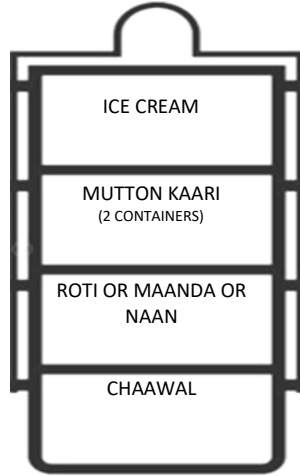 ICE CREAM
MUTTON KAARI
(2 CONTAINERS)
ROTI OR MAANDA OR
NAAN
CHAAWAL